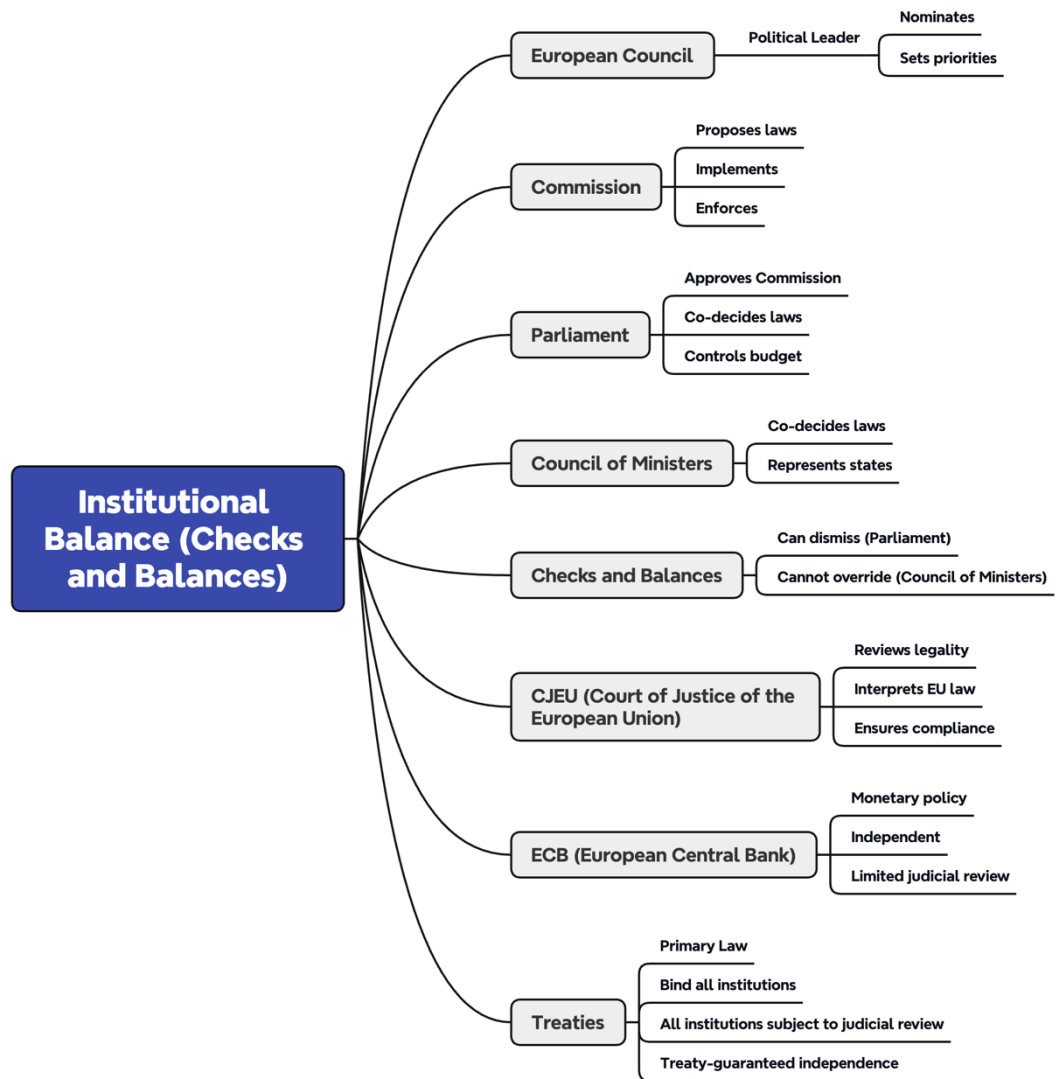 Institutional
Balance (Checks
and Balances)
European Council
Political Leader
Nominates
Sets priorities
Commission
Proposes laws
Implements
Enforces
Parliament
Approves Commission
Co-decides laws
Controls budget
Council of Ministers
Co-decides laws
Represents states
Checks and Balances
Can dismiss (Parliament)
Cannot override (Council of Ministers)
CJEU (Court of Justice of the
European Union)
Reviews legality
Interprets EU law
Ensures compliance
ECB (European Central Bank)
Monetary policy
Independent
Limited judicial review
Treaties
Primary Law
Bind all institutions
All institutions subject to judicial review
Treaty-guaranteed independence